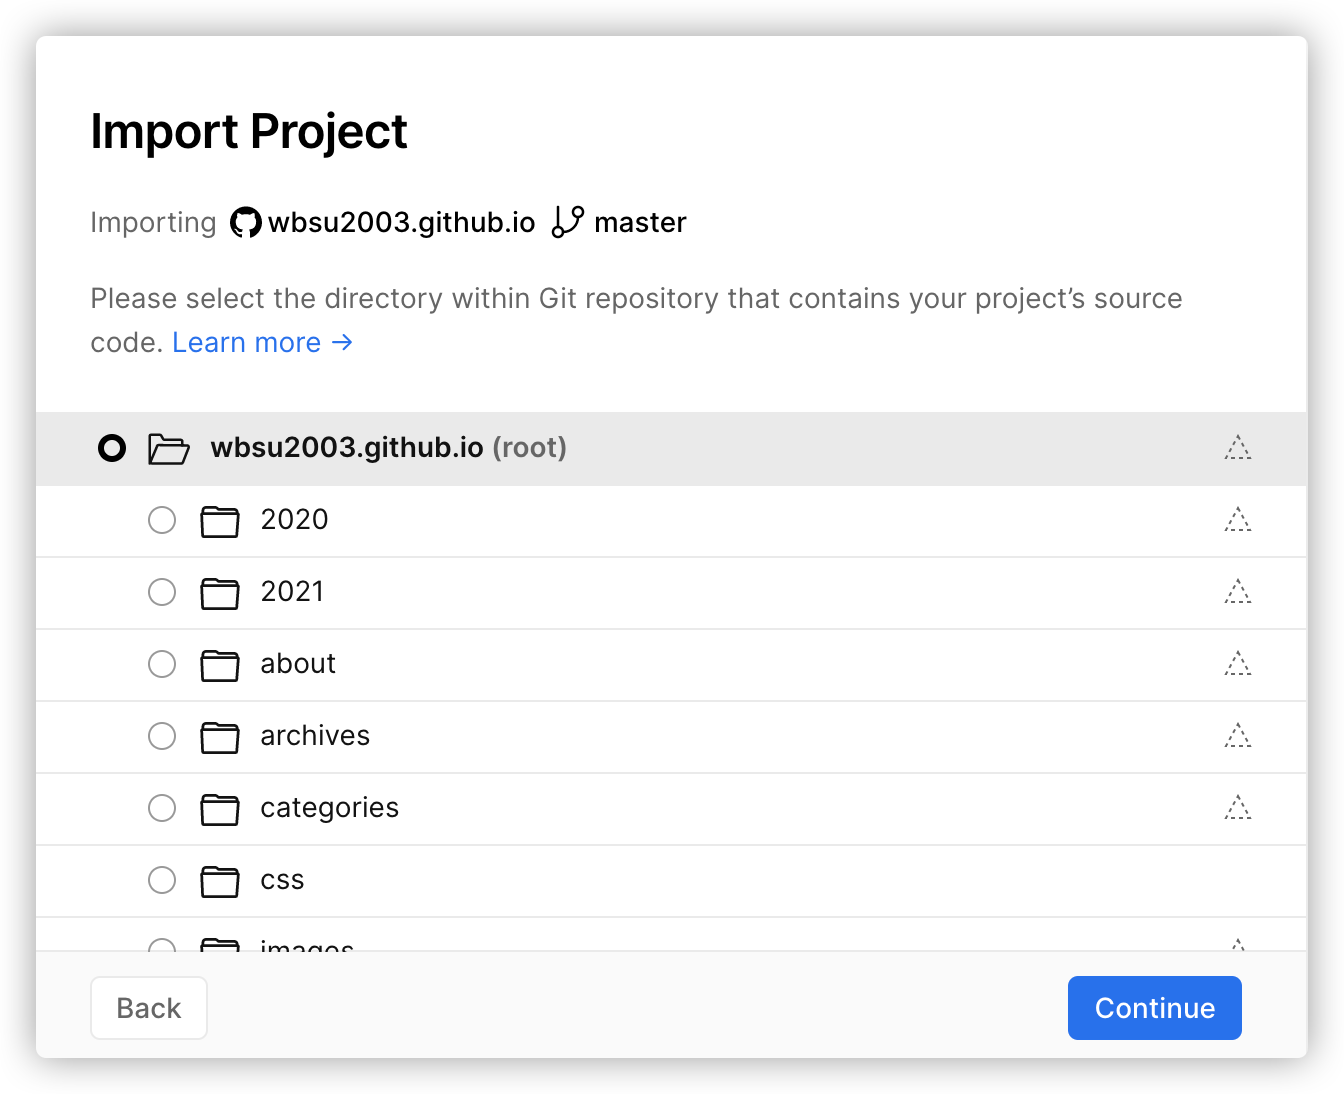 Import Project
Importing wbsu2003.github.io master
Please select the directory within Git repository that contains your project’s source
code. Learn more →
wbsu2003.github.io (root)
2020
2021
about
archives
categories
css
images
Back
Continue